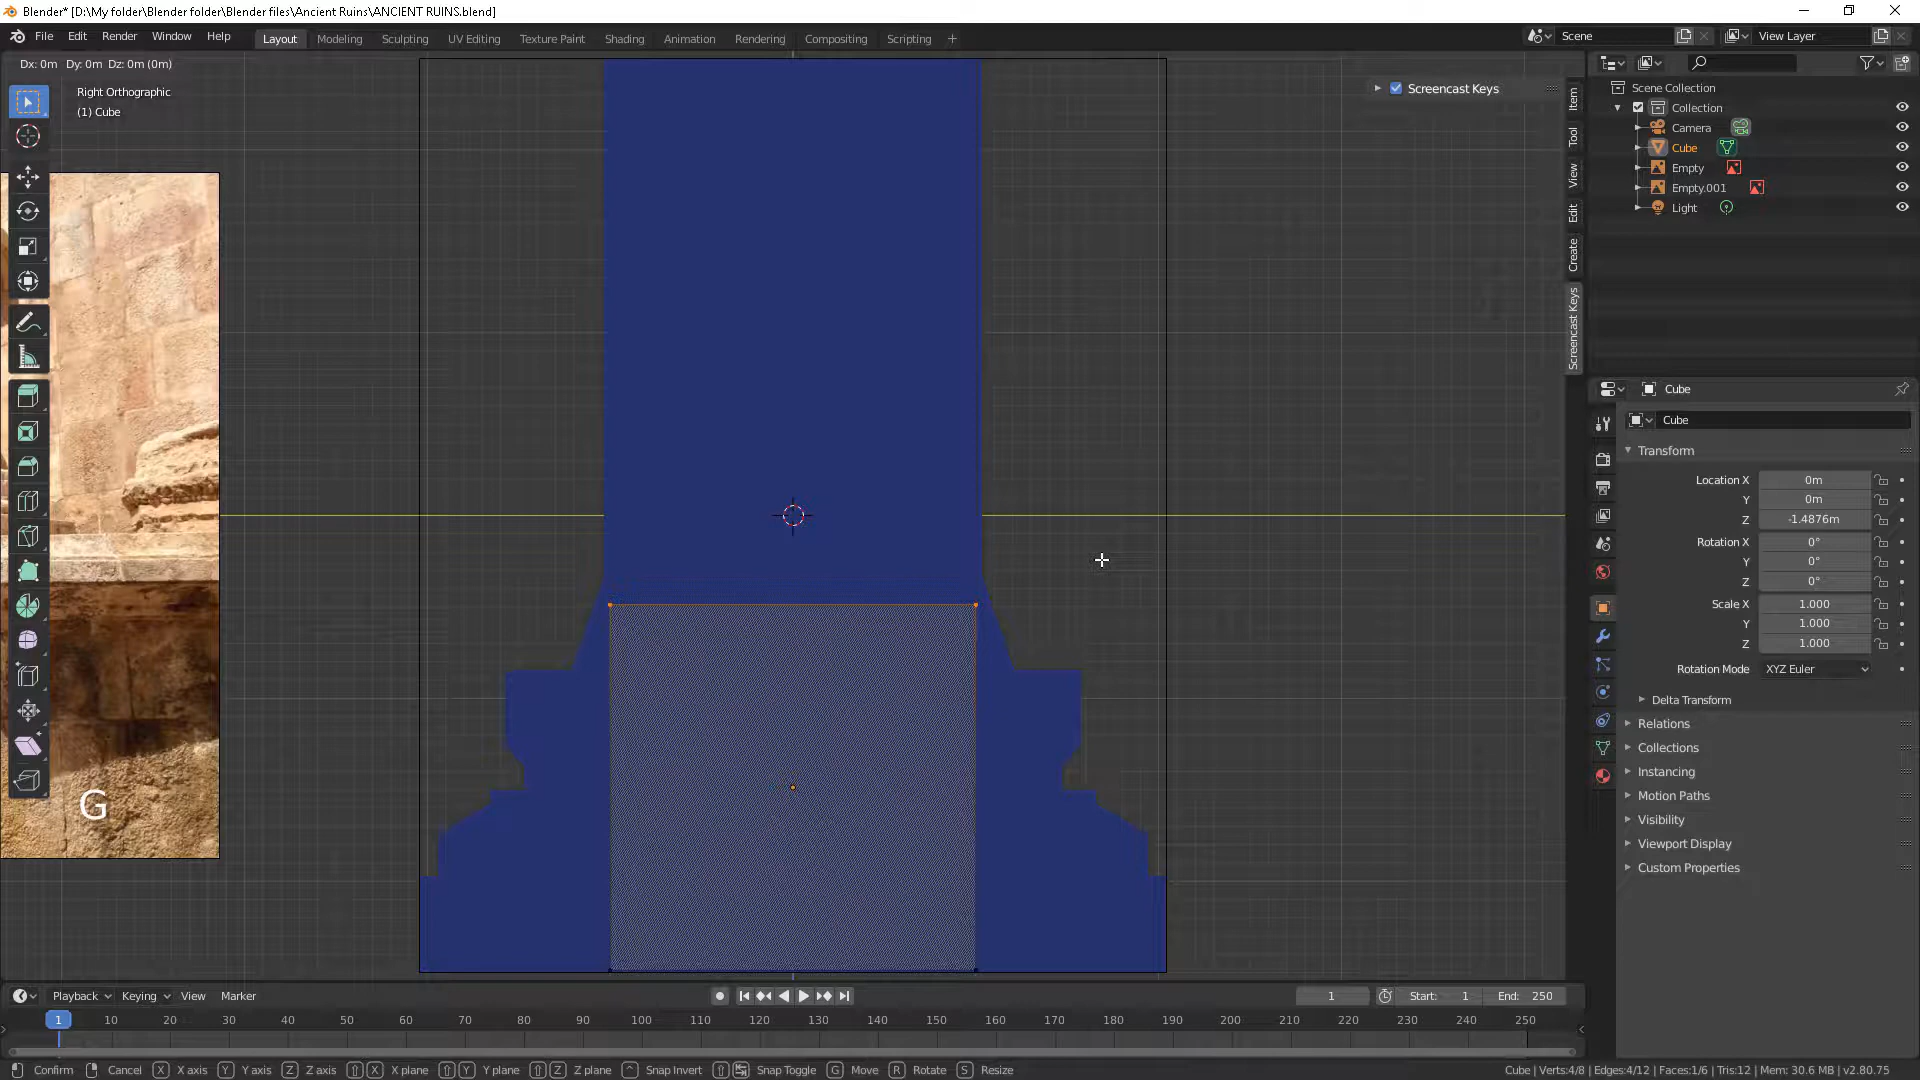 Blender* [D:\My folder\Blender folder\Blender files\Ancient Ruins\ANCIENT RUINS.blend]
File Edit Render Window Help Layout Modeling Sculpting UV Editing Texture Paint Shading Animation Rendering Compositing Scripting Scene View Layer
Dx: 0m Dy: 0m Dz: 0m (0m)
Right Orthographic
(1) Cube
Screencast Keys
Item
Tool
View
Edit
Create
Screencast Keys
Scene Collection
Collection
Camera
Cube
Empty
Empty.001
Light
Cube
Cube
Transform
Location X 0m
Y 0m
Z -1.4876m
Rotation X 0°
Y 0°
Z 0°
Scale X 1.000
Y 1.000
Z 1.000
Rotation Mode XYZ Euler
Delta Transform
Relations
Collections
Instancing
Motion Paths
Visibility
Viewport Display
Custom Properties
G
Playback Keying View Marker 1 Start: 1 End: 250
1 10 20 30 40 50 60 70 80 90 100 110 120 130 140 150 160 170 180 190 200 210 220 230 240 250
Confirm Cancel X X axis Y Y axis Z Z axis X X plane Y Y plane Z Z plane Snap Invert Snap Toggle G Move R Rotate S Resize Cube | Verts:4/8 | Edges:4/12 | Faces:1/6 | Tris:12 | Mem: 30.6 MB | v2.80.75